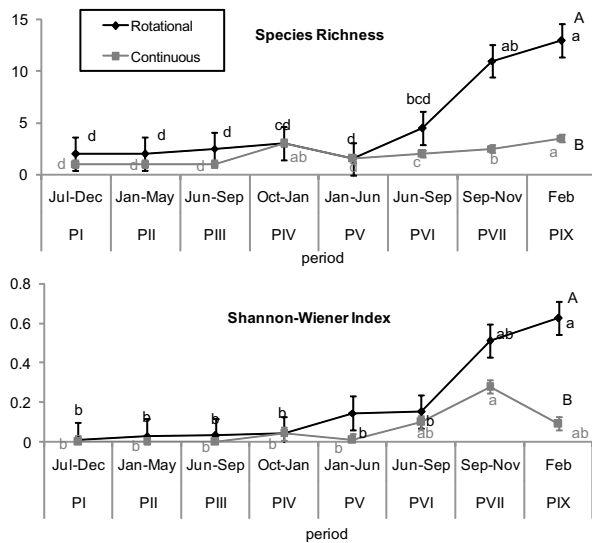 Species Richness
Rotational
Continuous
15
10
5
0
d d d cd d bcd ab a A
d d d ab d c b a B
Jul-Dec Jan-May Jun-Sep Oct-Jan Jan-Jun Jun-Sep Sep-Nov Feb
PI PII PIII PIV PV PVI PVII PIX
period
Shannon-Wiener Index
0.8
0.6
0.4
0.2
0
b b b b b b ab a A
b b b b b ab a ab B
Jul-Dec Jan-May Jun-Sep Oct-Jan Jan-Jun Jun-Sep Sep-Nov Feb
PI PII PIII PIV PV PVI PVII PIX
period